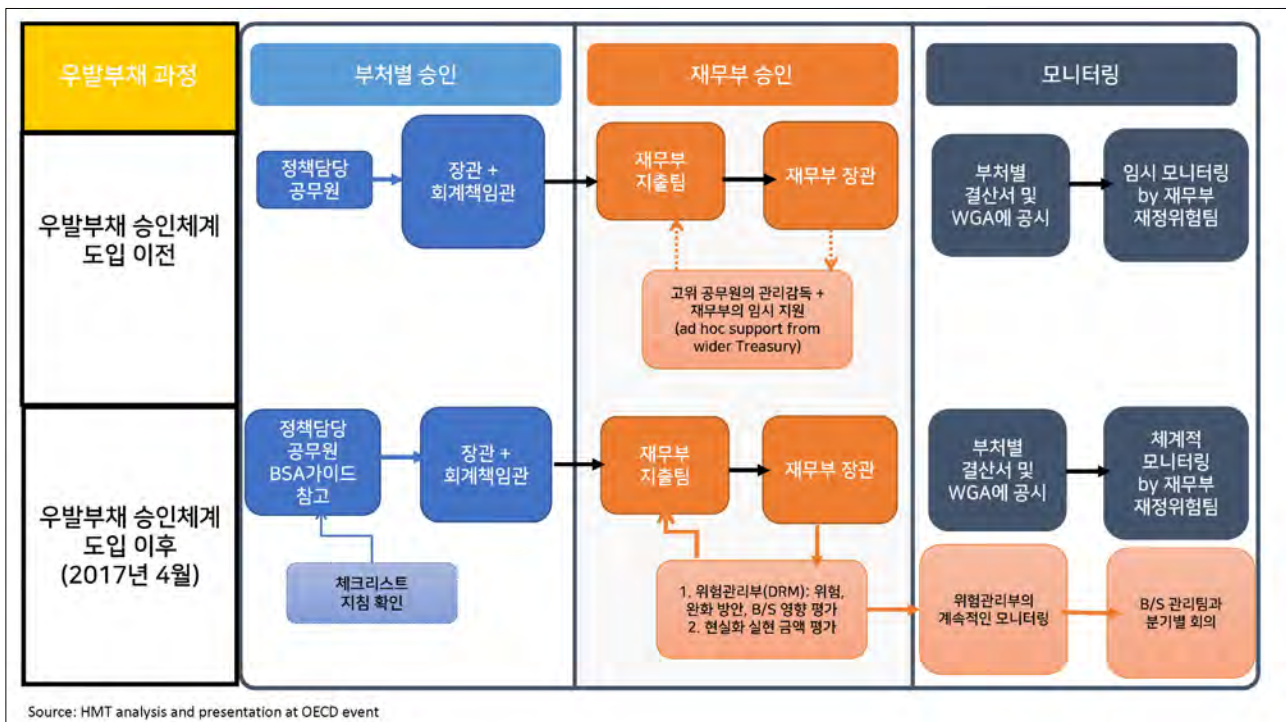 우발부채 과정
부처별 승인
재무부 승인
모니터링
우발부채 승인체계
도입 이전
정책담당
공무원
장관 +
회계책임관
재무부
지출팀
재무부 장관
고위 공무원의 관리감독 +
재무부의 임시 지원
(ad hoc support from
wider Treasury)
부처별
결산서 및
WGA에 공시
임시 모니터링
by 재무부
재정위험팀
우발부채 승인체계
도입 이후
(2017년 4월)
정책담당
공무원
BSA가이드
참고
장관 +
회계책임관
체크리스트
지침 확인
재무부
지출팀
재무부 장관
1. 위험관리부(DRM): 위험,
완화 방안, B/S 영향 평가
2. 현실화 실현 금액 평가
부처별
결산서 및
WGA에 공시
체계적
모니터링
by 재무부
재정위험팀
위험관리부의
계속적인 모니터링
B/S 관리팀과
분기별 회의
Source: HMT analysis and presentation at OECD event